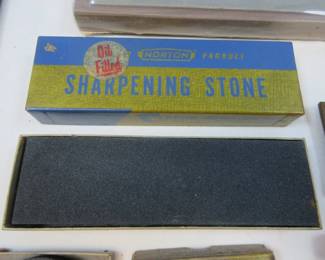 Oil
Filled
NORTON PRODUCT
SHARPENING STONE